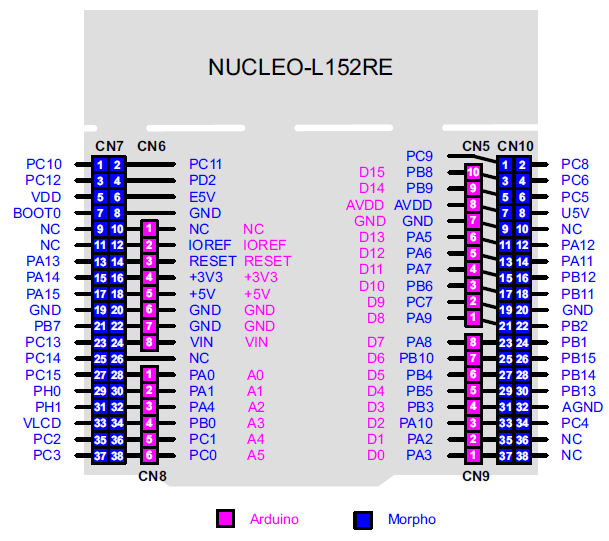 NUCLEO-L152RE
CN7 CN6 CN5 CN10
PC9
PC10 1 2 PC11 D15 PB8 10 1 2 PC8
PC12 3 4 PD2 D14 PB9 9 3 4 PC6
VDD 5 6 E5V AVDD AVDD 8 5 6 PC5
BOOT0 7 8 GND GND GND 7 7 8 U5V
NC 9 10 1 NC NC D13 PA5 6 9 10 NC
NC 11 12 2 IOREF IOREF D12 PA6 5 11 12 PA12
PA13 13 14 3 RESET RESET D11 PA7 4 13 14 PA11
PA14 15 16 4 +3V3 +3V3 D10 PB6 3 15 16 PB12
PA15 17 18 5 +5V +5V D9 PC7 2 17 18 PB11
GND 19 20 6 GND GND D8 PA9 1 19 20 GND
PB7 21 22 7 GND GND 21 22 PB2
PC13 23 24 8 VIN VIN D7 PA8 8 23 24 PB1
PC14 25 26 NC D6 PB10 7 25 26 PB15
PC15 27 28 1 PA0 A0 D5 PB4 6 27 28 PB14
PH0 29 30 2 PA1 A1 D4 PB5 5 29 30 PB13
PH1 31 32 3 PA4 A2 D3 PB3 4 31 32 AGND
VLCD 33 34 4 PB0 A3 D2 PA10 3 33 34 PC4
PC2 35 36 5 PC1 A4 D1 PA2 2 35 36 NC
PC3 37 38 6 PC0 A5 D0 PA3 1 37 38 NC
CN8 CN9
Arduino Morpho